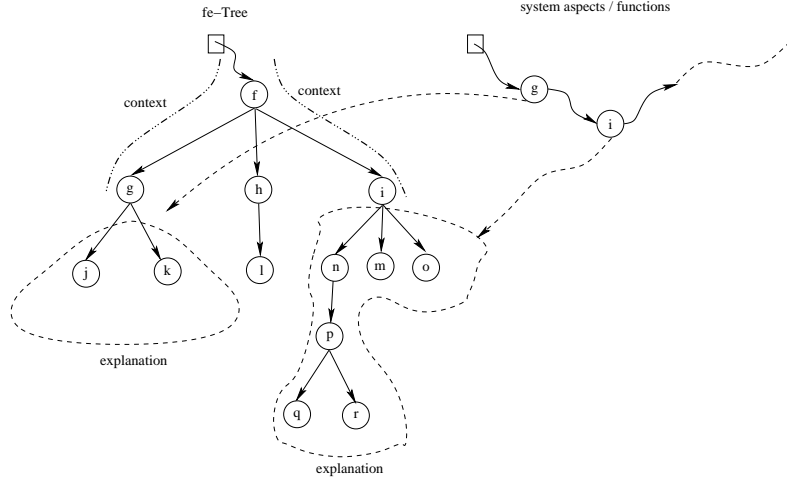 fe-Tree
system aspects / functions
f
context
context
g
i
g
h
i
j
k
l
n
m
o
p
explanation
q
r
explanation